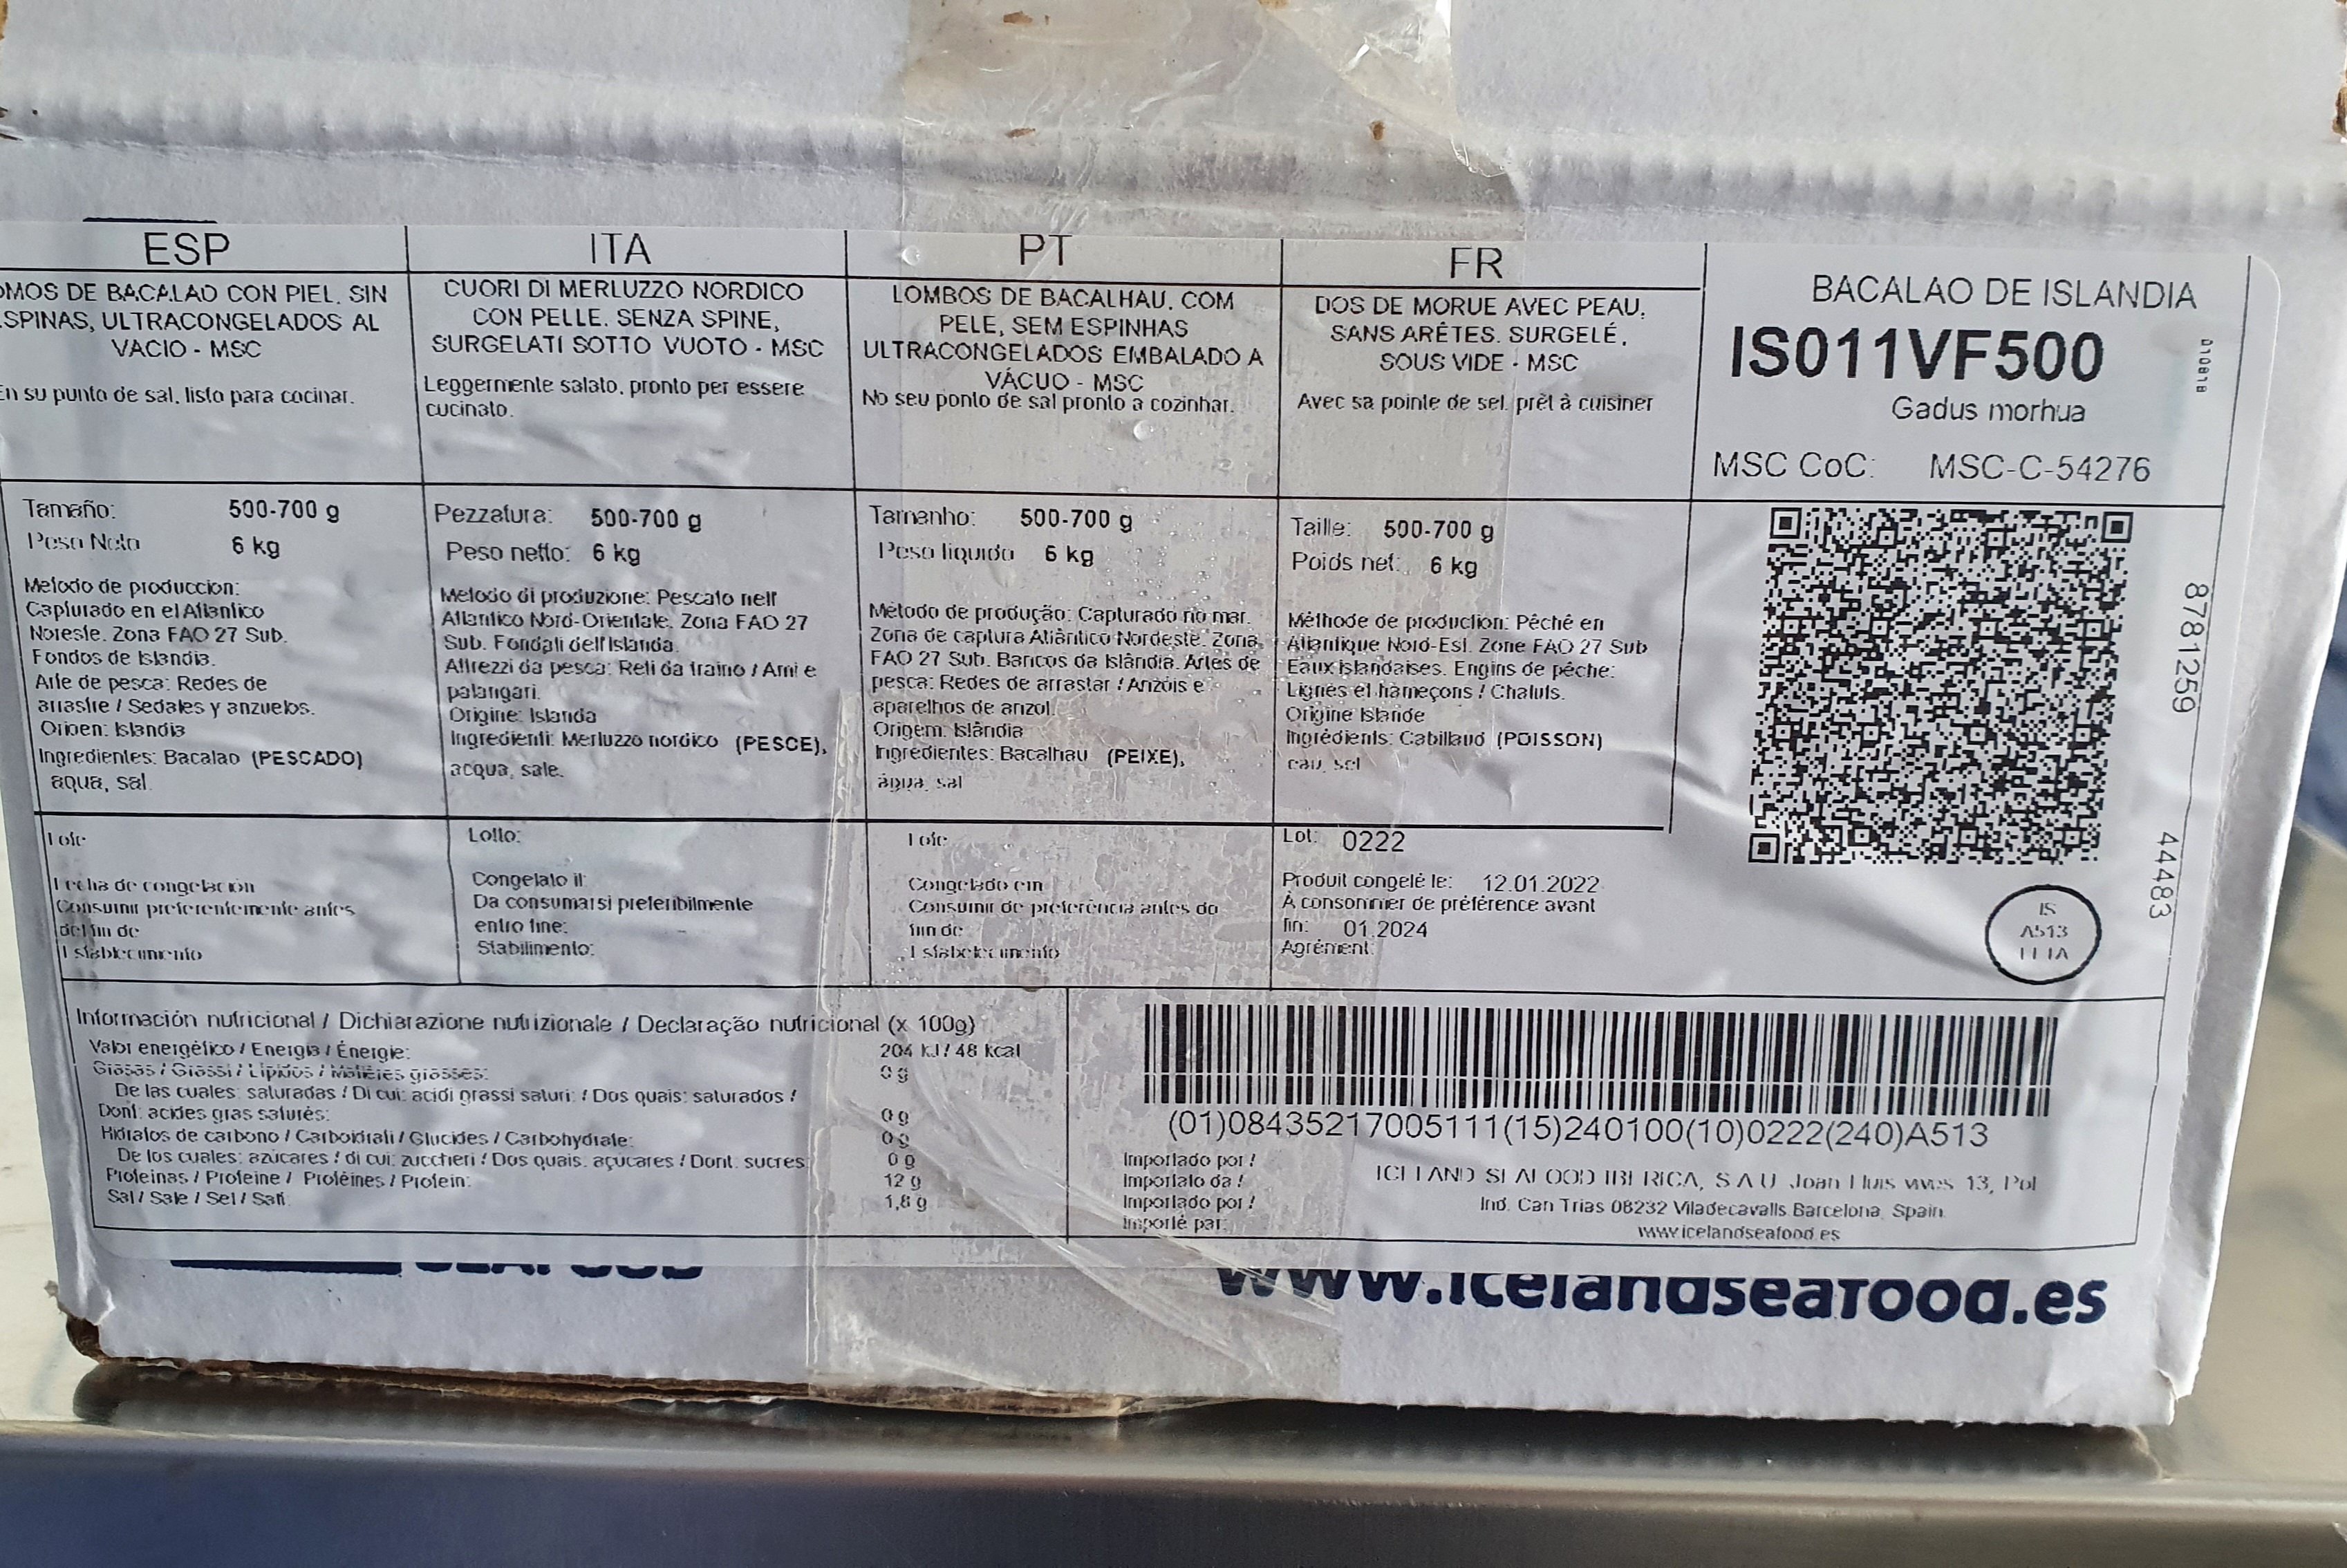 ESP
OMOS DE BACALAO CON PIEL, SIN
SPINAS, ULTRACONGELADOS AL
VACIO - MSC
En su punto de sal, listo para cocinar.
Tamaño: 500-700 g
Peso Neto 6 kg
Metodo de produccion:
Capturado en el Atlantico
Noreste. Zona FAO 27 Sub.
Fondos de Islandia.
Arte de pesca: Redes de
arrastre / Sedales y anzuelos.
Origen: Islandia
Ingredientes: Bacalao (PESCADO)
aqua, sal.
Lote
Fecha de congelación
Consumir preferentemente antes
del fin de
Establecimiento
ITA
CUORI DI MERLUZZO NORDICO
CON PELLE. SENZA SPINE,
SURGELATI SOTTO VUOTO - MSC
Leggermente salato, pronto per essere
cucinato.
Pezzatura: 500-700 g
Peso netto: 6 kg
Metodo di produzione: Pescato nell'
Atlantico Nord-Orientale. Zona FAO 27
Sub. Fondali dell'Islanda.
Attrezzi da pesca: Reti da traino / Ami e
palangari.
Origine: Islanda
Ingredienti: Merluzzo nordico (PESCE),
acqua, sale.
Lotto:
Congelato il:
Da consumarsi preferibilmente
entro fine:
Stabilimento:
PT
LOMBOS DE BACALHAU, COM
PELE, SEM ESPINHAS
ULTRACONGELADOS EMBALADO A
VÁCUO - MSC
No seu ponto de sal pronto a cozinhar.
Tamanho: 500-700 g
Peso líquido 6 kg
Método de produção: Capturado no mar.
Zona de captura Atlântico Nordeste. Zona
FAO 27 Sub. Bancos da Islândia. Artes de
pesca: Redes de arrastar / Anzóis e
aparelhos de anzol.
Origem: Islândia
Ingredientes: Bacalhau (PEIXE),
água, sal
Lote
Congelado em
Consumir de preferência antes do
fim de
Estabelecimento
FR
DOS DE MORUE AVEC PEAU,
SANS ARÊTES. SURGELÉ,
SOUS VIDE - MSC
Avec sa pointe de sel, prêt à cuisiner
Taille: 500-700 g
Poids net: 6 kg
Méthode de production: Pêché en
Atlantique Nord-Est. Zone FAO 27 Sub
Eaux islandaises. Engins de pêche:
Lignes et hameçons / Chaluts.
Origine Islande
Ingrédients: Cabillaud (POISSON)
eau, sel
Lot: 0222
Produit congelé le: 12.01.2022
À consommer de préférence avant
fin: 01.2024
Agrément:
BACALAO DE ISLANDIA
IS011VF500
Gadus morhua
MSC CoC: MSC-C-54276
8781259
44483
IS
A513
EFTA
Información nutricional / Dichiarazione nutrizionale / Declaração nutricional (x 100g)
Valor energético / Energia / Énergie: 204 kJ / 48 kcal
Grasas / Grassi / Lípidos / Matières grasses: 0 g
De las cuales: saturadas / Di cui: acidi grassi saturi: / Dos quais: saturados /
Dont: acides gras saturés: 0 g
Hidratos de carbono / Carboidrati / Glucides / Carbohydrate: 0 g
De los cuales: azúcares / di cui: zuccheri / Dos quais: açúcares / Dont: sucres: 0 g
Proteinas / Proteine / Protéines / Protein: 12 g
Sal / Sale / Sel / Salt: 1,8 g
(01)08435217005111(15)240100(10)0222(240)A513
Importado por /
Importato da /
Importado por /
Importé par:
ICELAND SEAFOOD IBERICA, S.A.U. Joan Lluis vives 13, Pol
Ind. Can Trias 08232 Viladecavalls Barcelona, Spain
www.icelandseafood.es
SEAFOOD
www.icelandseafood.es